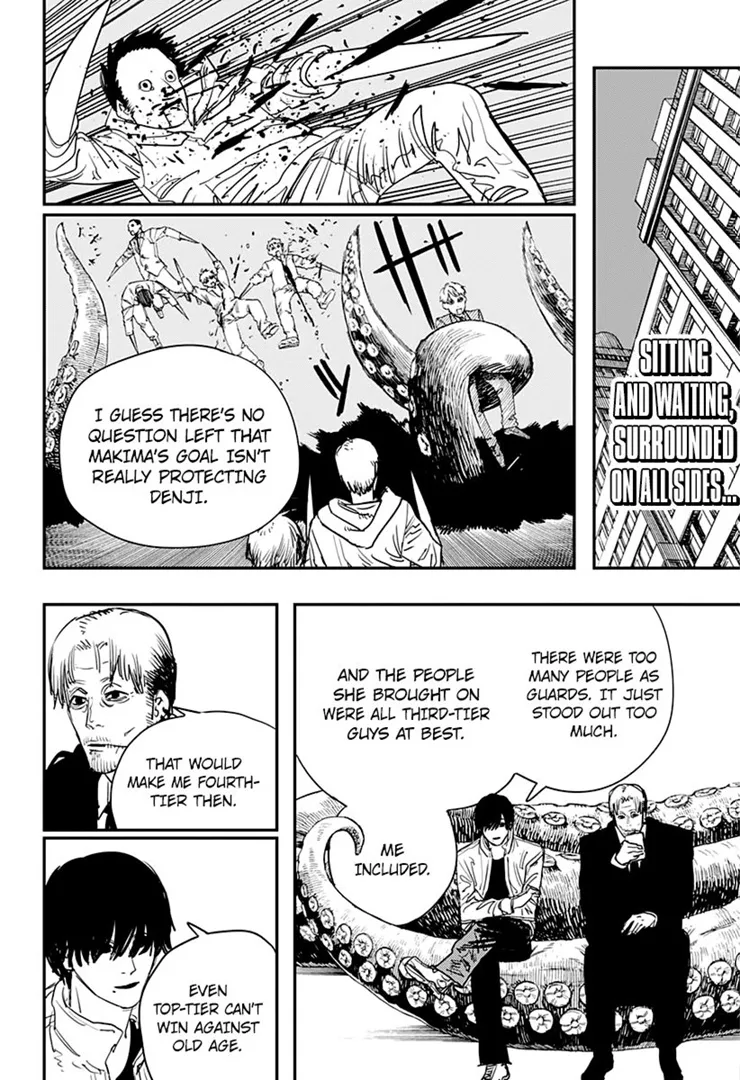 SITTING
AND WAITING,
SURROUNDED
ON ALL SIDES...
I GUESS THERE'S NO
QUESTION LEFT THAT
MAKIMA'S GOAL ISN'T
REALLY PROTECTING
DENJI.
THERE WERE TOO
MANY PEOPLE AS
GUARDS. IT JUST
STOOD OUT TOO
MUCH.
AND THE PEOPLE
SHE BROUGHT ON
WERE ALL THIRD-TIER
GUYS AT BEST.
ME
INCLUDED.
THAT WOULD
MAKE ME FOURTH-
TIER THEN.
EVEN
TOP-TIER CAN'T
WIN AGAINST
OLD AGE.